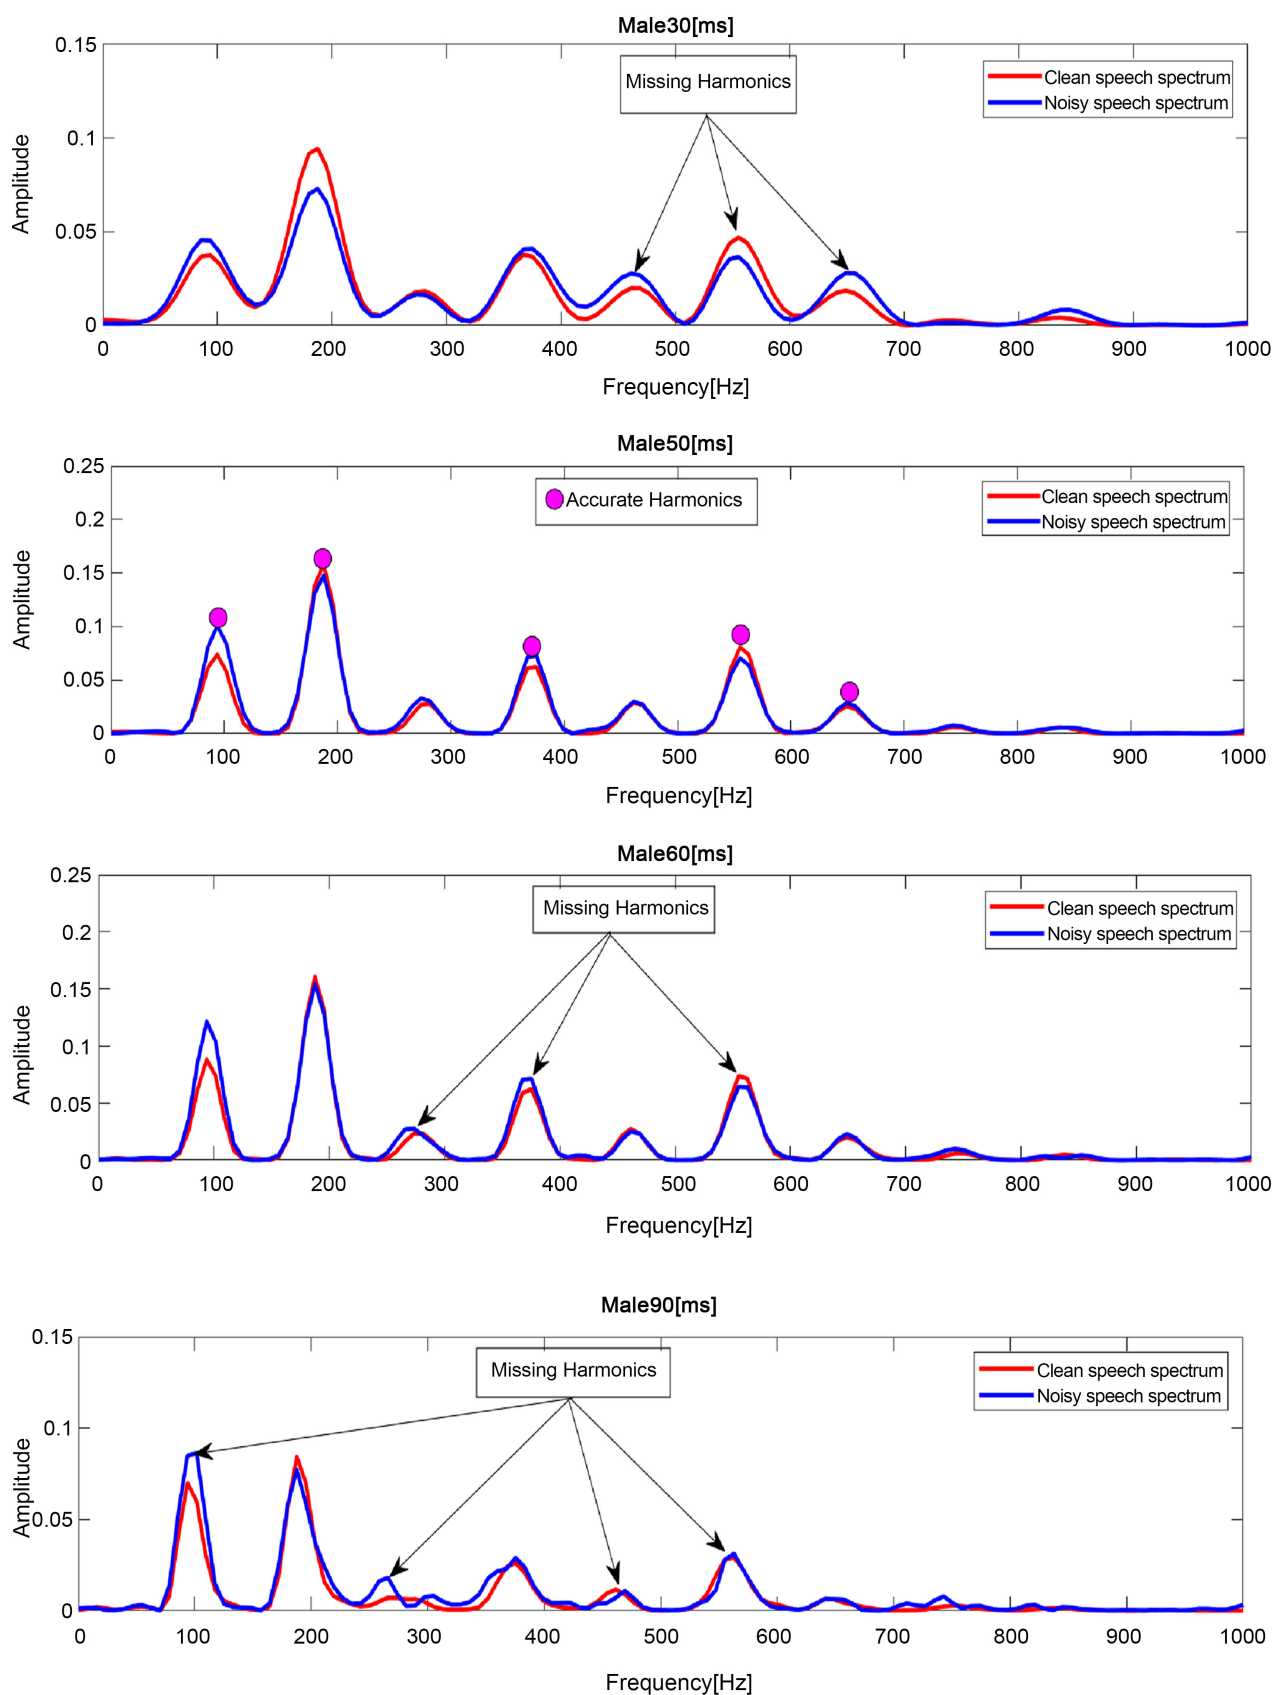 Male30[ms]
0.15
Missing Harmonics
Clean speech spectrum
Noisy speech spectrum
0.1
0.05
0
Amplitude
0 100 200 300 400 500 600 700 800 900 1000
Frequency[Hz]
Male50[ms]
0.25
Accurate Harmonics
Clean speech spectrum
Noisy speech spectrum
0.2
0.15
0.1
0.05
0
Amplitude
0 100 200 300 400 500 600 700 800 900 1000
Frequency[Hz]
Male60[ms]
0.25
Missing Harmonics
Clean speech spectrum
Noisy speech spectrum
0.2
0.15
0.1
0.05
0
Amplitude
0 100 200 300 400 500 600 700 800 900 1000
Frequency[Hz]
Male90[ms]
0.15
Missing Harmonics
Clean speech spectrum
Noisy speech spectrum
0.1
0.05
0
Amplitude
0 100 200 300 400 500 600 700 800 900 1000
Frequency[Hz]